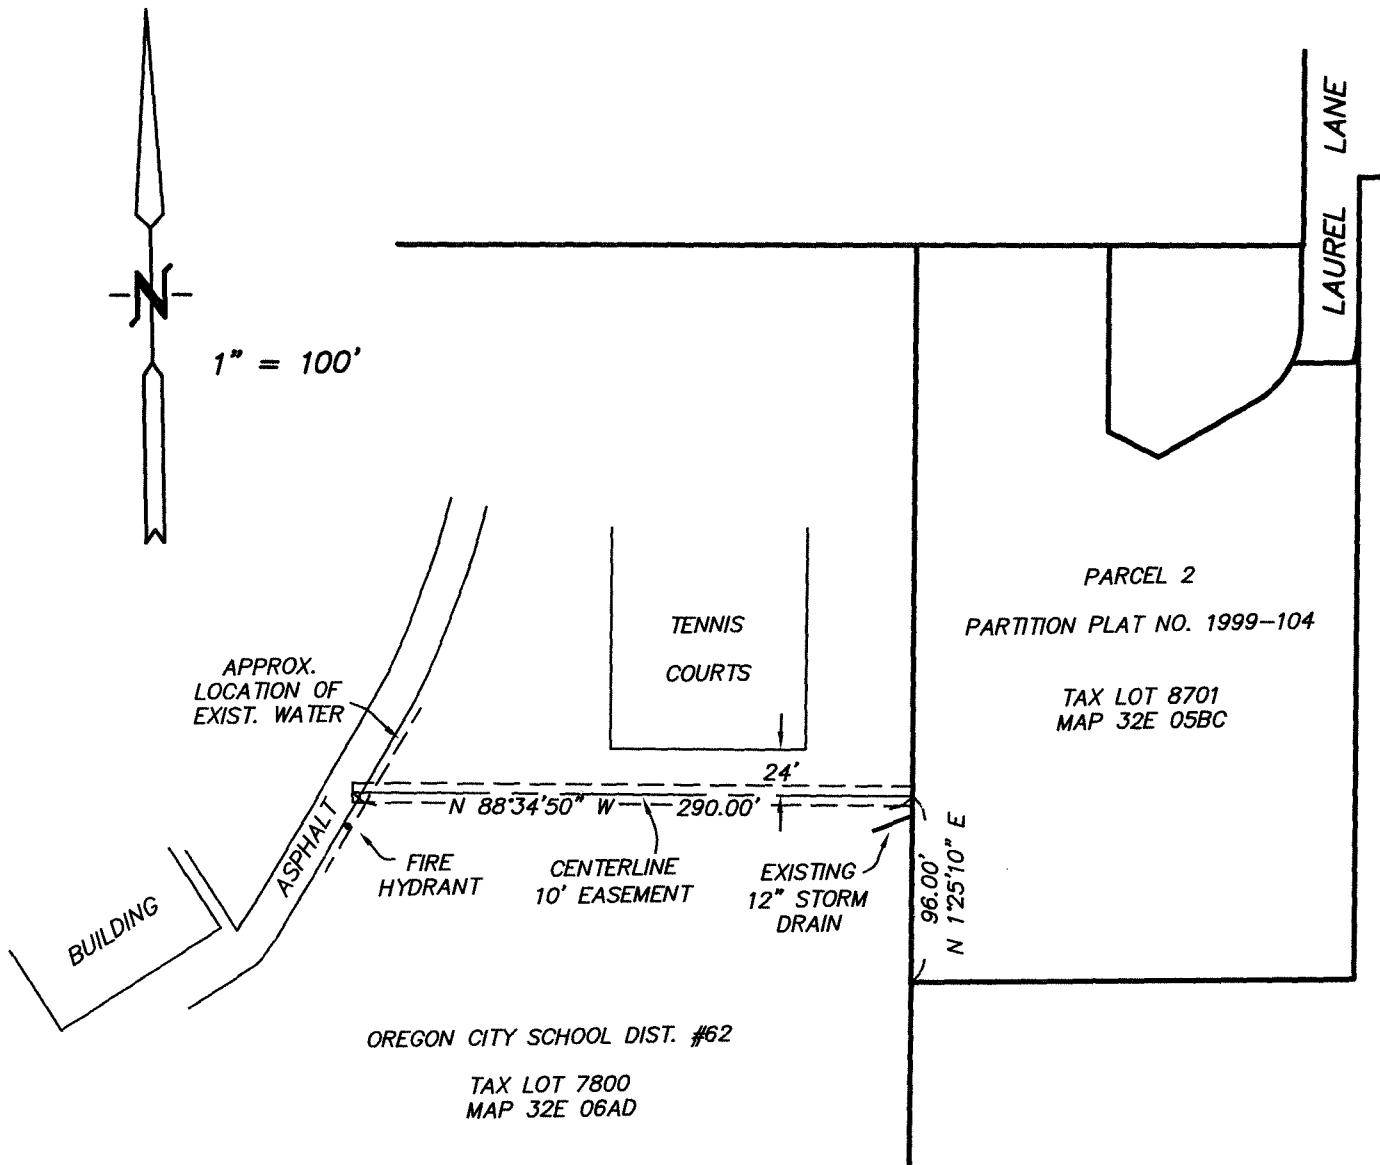 LAUREL LANE
N
1" = 100'
PARCEL 2
PARTITION PLAT NO. 1999-104
TAX LOT 8701
MAP 32E 05BC
TENNIS
COURTS
APPROX.
LOCATION OF
EXIST. WATER
24'
N 88°34'50" W 290.00'
ASPHALT
FIRE
HYDRANT
CENTERLINE
10' EASEMENT
EXISTING
12" STORM
DRAIN
96.00'
N 1°25'10" E
BUILDING
OREGON CITY SCHOOL DIST. #62
TAX LOT 7800
MAP 32E 06AD